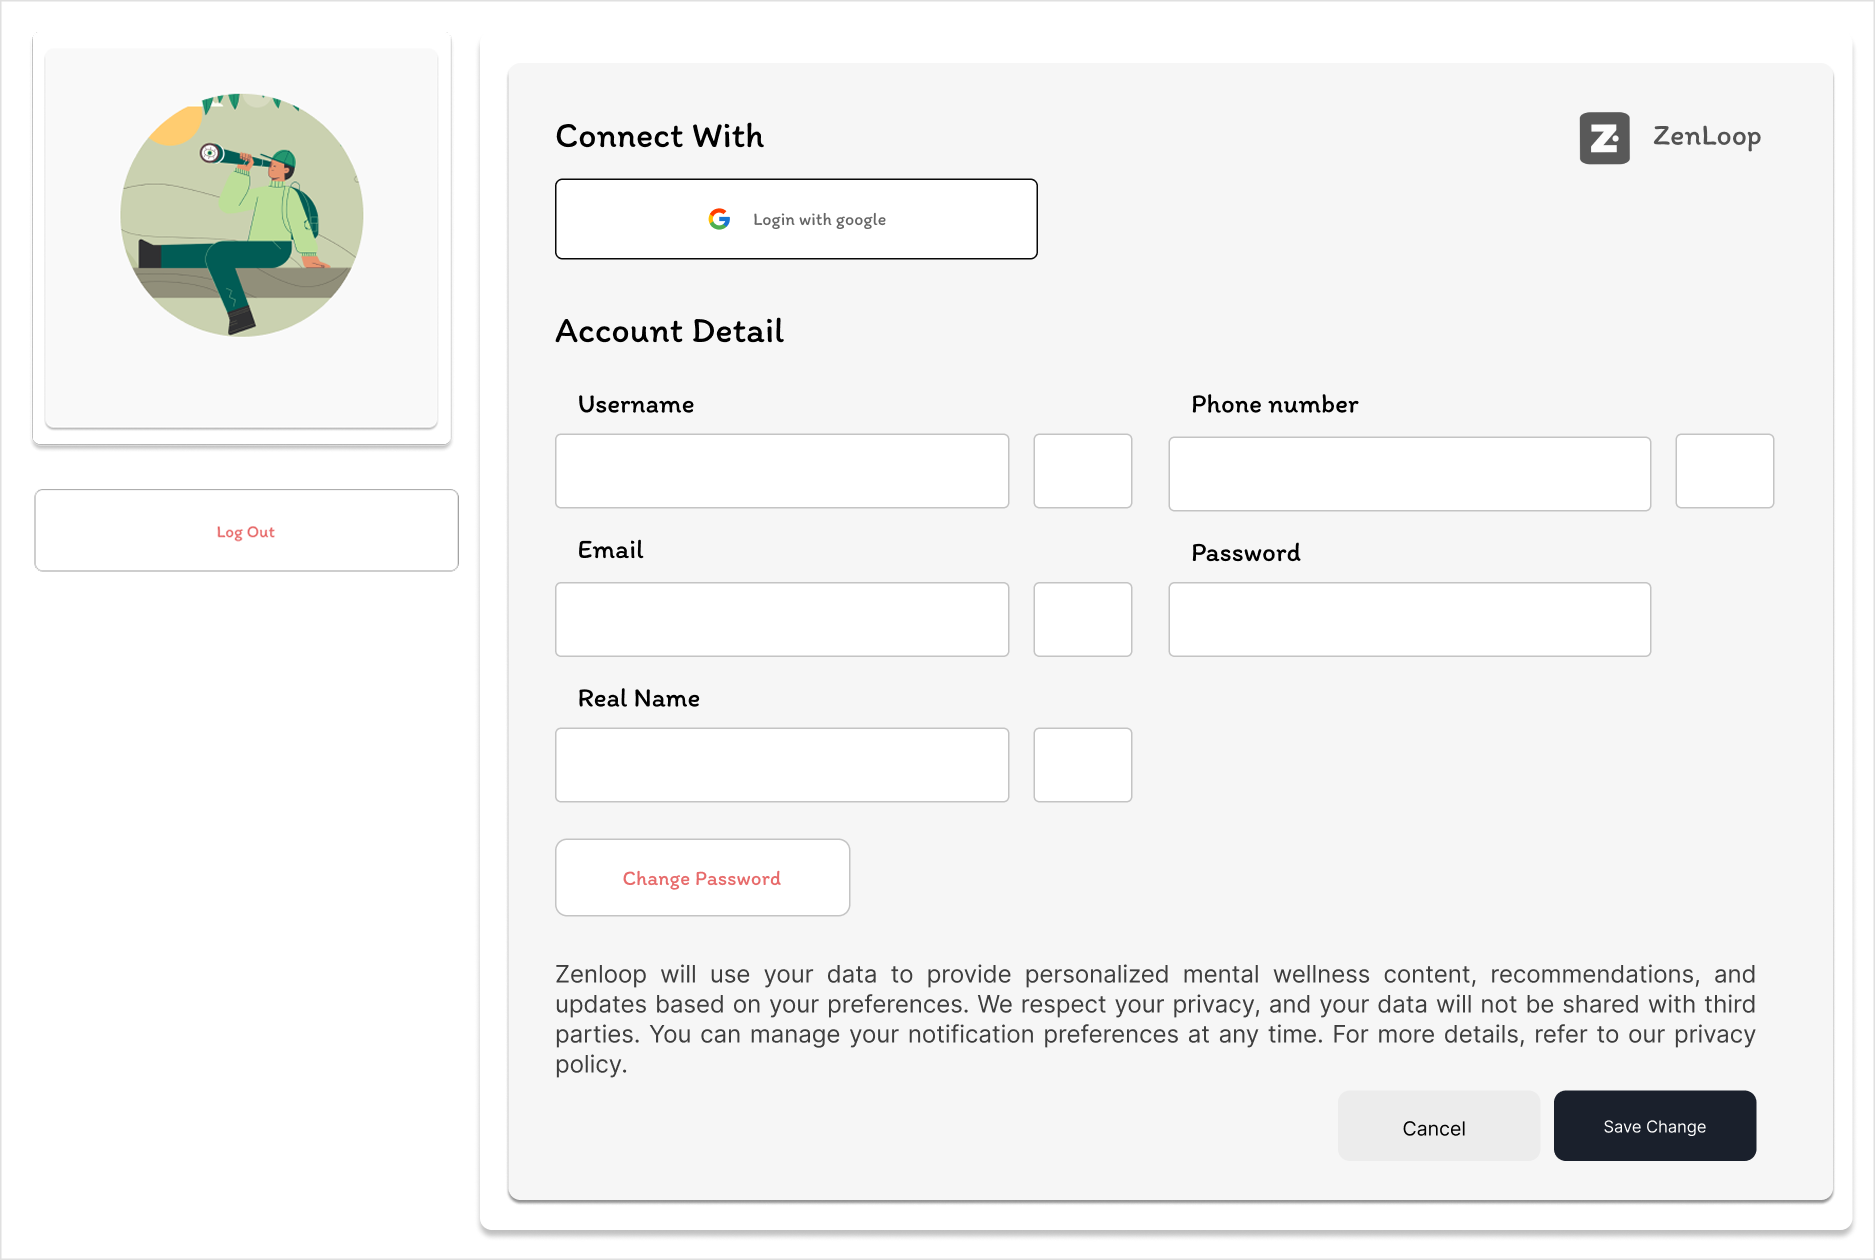 Connect With
Z.
ZenLoop
Login with google
Account Detail
Username
Phone number
Log Out
Email
Password
Real Name
Change Password
Zenloop will use your data to provide personalized mental wellness content, recommendations, and
updates based on your preferences. We respect your privacy, and your data will not be shared with third
parties. You can manage your notification preferences at any time. For more details, refer to our privacy
policy.
Cancel
Save Change